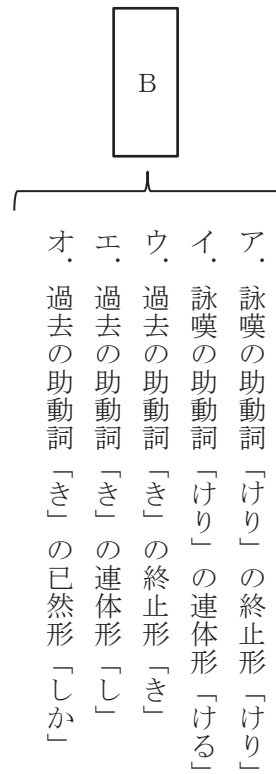 B
ア．詠嘆の助動詞「けり」の終止形「けり」
イ．詠嘆の助動詞「けり」の連体形「ける」
ウ．過去の助動詞「き」の終止形「き」
エ．過去の助動詞「き」の連体形「し」
オ．過去の助動詞「き」の已然形「しか」